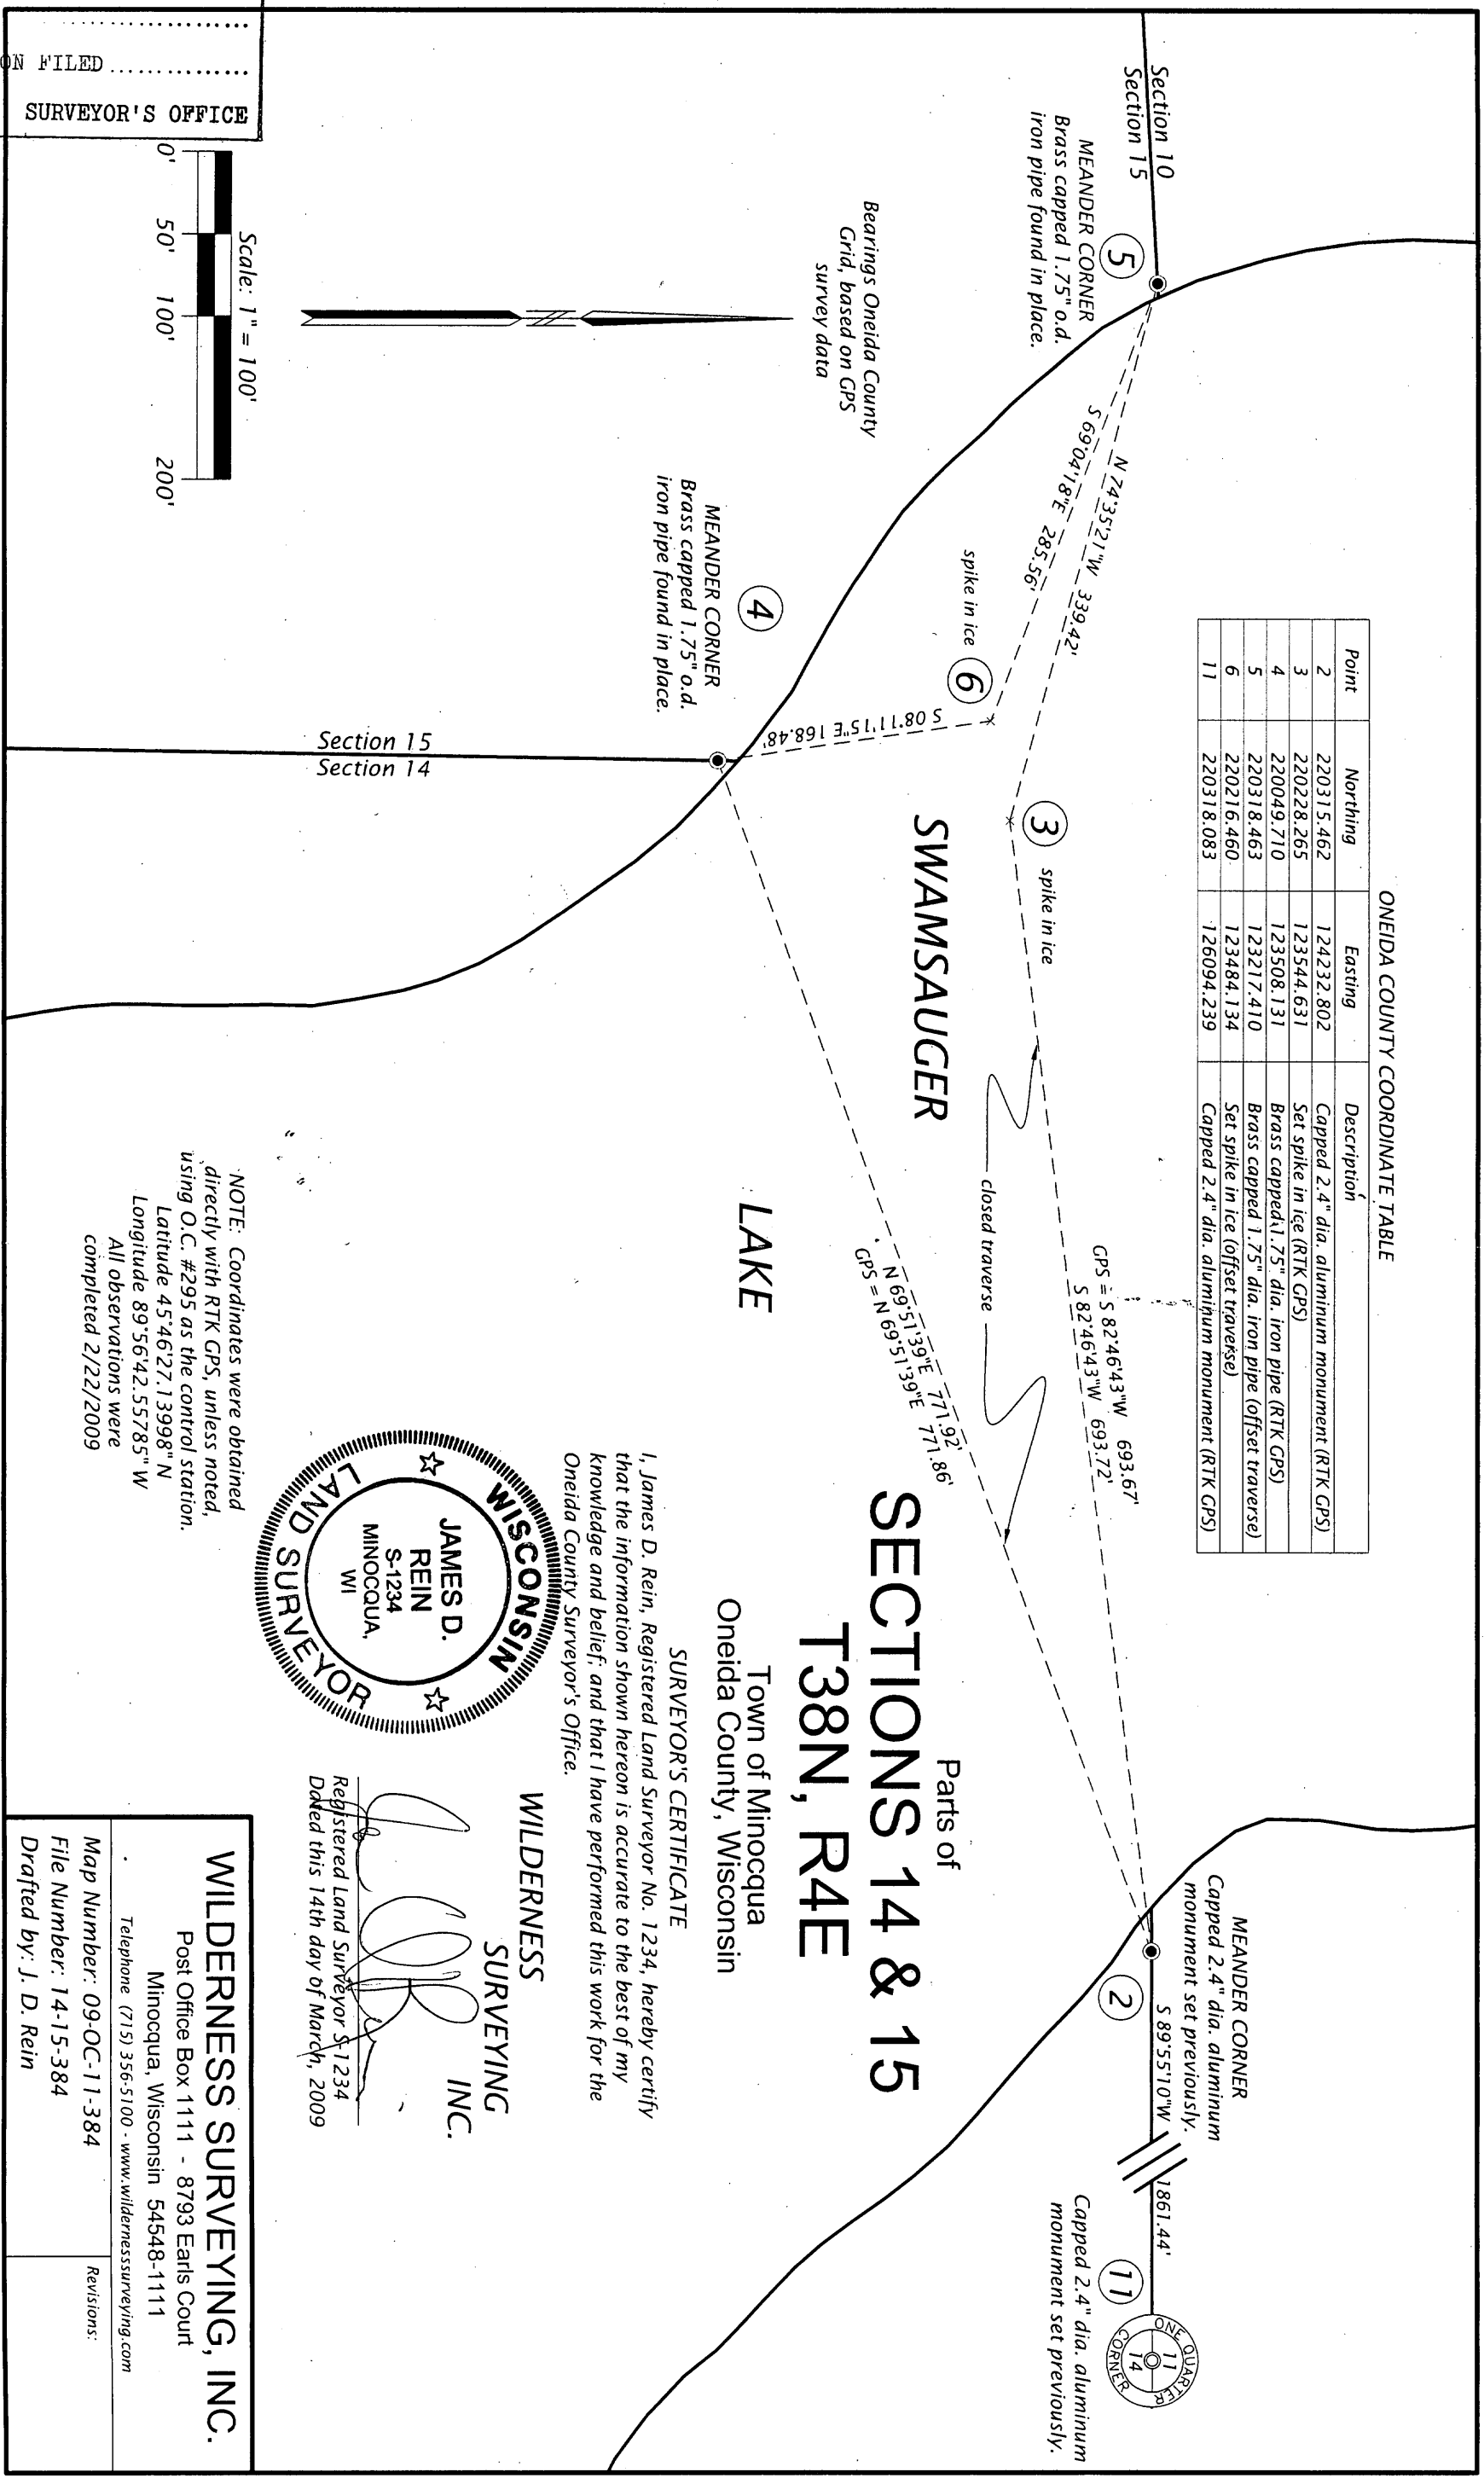 ON FILED ...............
SURVEYOR'S OFFICE
ONEIDA COUNTY COORDINATE TABLE
Point Northing Easting Description
2 220315.462 124232.802 Capped 2.4" dia. aluminum monument (RTK GPS)
3 220228.265 123544.631 Set spike in ice (RTK GPS)
4 220049.710 123508.131 Brass capped 1.75" dia. iron pipe (RTK GPS)
5 220318.463 123217.410 Brass capped 1.75" dia. iron pipe (offset traverse)
6 220216.460 123484.134 Set spike in ice (offset traverse)
11 220318.083 126094.239 Capped 2.4" dia. aluminum monument (RTK GPS)
Section 10
Section 15
5
MEANDER CORNER
Brass capped 1.75" o.d.
iron pipe found in place.
N 74°35'21"W 339.42'
S 69°04'18"E 285.56'
spike in ice
6
S 08°11'15"E 168.48'
3
spike in ice
GPS = S 82°46'43"W 693.67'
S 82°46'43"W 693.72'
closed traverse
N 69°51'39"E 771.92'
GPS = N 69°51'39"E 771.86'
MEANDER CORNER
Capped 2.4" dia. aluminum
monument set previously.
2
S 89°55'10"W 1861.44'
11
ONE QUARTER
11
14
CORNER
Capped 2.4" dia. aluminum
monument set previously.
Bearings Oneida County
Grid, based on GPS
survey data
4
MEANDER CORNER
Brass capped 1.75" o.d.
iron pipe found in place.
Section 15
Section 14
SWAMSAUGER
LAKE
Parts of
SECTIONS 14 & 15
T38N, R4E
Town of Minocqua
Oneida County, Wisconsin
SURVEYOR'S CERTIFICATE
I, James D. Rein, Registered Land Surveyor No. 1234, hereby certify
that the information shown hereon is accurate to the best of my
knowledge and belief; and that I have performed this work for the
Oneida County Surveyor's Office.
WISCONSIN
JAMES D.
REIN
S-1234
MINOCQUA,
WI
LAND SURVEYOR
WILDERNESS
SURVEYING
INC.
Registered Land Surveyor S-1234
Dated this 14th day of March, 2009
Scale: 1" = 100'
0' 50' 100' 200'
NOTE: Coordinates were obtained
directly with RTK GPS, unless noted,
using O.C. #295 as the control station.
Latitude 45°46'27.13998" N
Longitude 89°56'42.55785" W
All observations were
completed 2/22/2009
WILDERNESS SURVEYING, INC.
Post Office Box 1111 - 8793 Earls Court
Minocqua, Wisconsin 54548-1111
Telephone (715) 356-5100 - www.wildernesssurveying.com
Map Number: 09-OC-11-384
File Number: 14-15-384
Drafted by: J. D. Rein
Revisions: